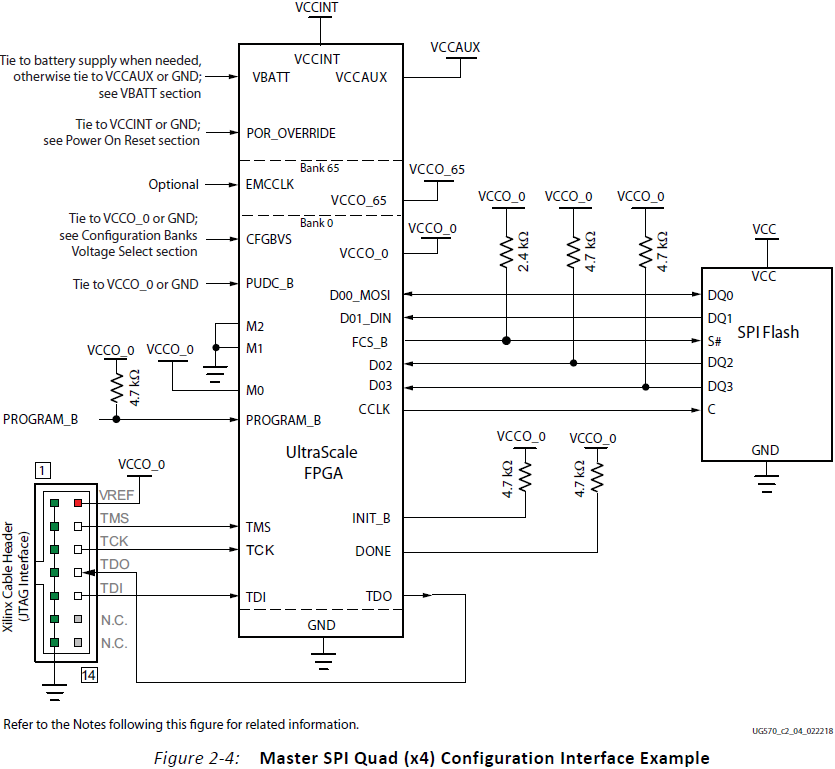 VCCINT
VCCAUX
Tie to battery supply when needed,
otherwise tie to VCCAUX or GND;
see VBATT section
VCCINT
VBATT
VCCAUX
Tie to VCCINT or GND;
see Power On Reset section
POR_OVERRIDE
Bank 65
Optional
EMCCLK
VCCO_65
VCCO_65
Bank 0
VCCO_0
VCCO_0
VCCO_0
VCCO_0
Tie to VCCO_0 or GND;
see Configuration Banks
Voltage Select section
CFGBVS
VCCO_0
2.4 kΩ
4.7 kΩ
4.7 kΩ
VCC
VCC
Tie to VCCO_0 or GND
PUDC_B
D00_MOSI
DQ0
D01_DIN
DQ1
SPI Flash
M2
M1
FCS_B
S#
D02
DQ2
D03
DQ3
VCCO_0
VCCO_0
4.7 kΩ
M0
CCLK
C
PROGRAM_B
PROGRAM_B
GND
UltraScale
FPGA
VCCO_0
VCCO_0
4.7 kΩ
4.7 kΩ
1
VCCO_0
VREF
TMS
TMS
INIT_B
TCK
TCK
DONE
TDO
TDI
TDI
TDO
N.C.
N.C.
Xilinx Cable Header
(JTAG Interface)
14
GND
Refer to the Notes following this figure for related information.
UG570_c2_04_022218
Figure 2-4: Master SPI Quad (x4) Configuration Interface Example